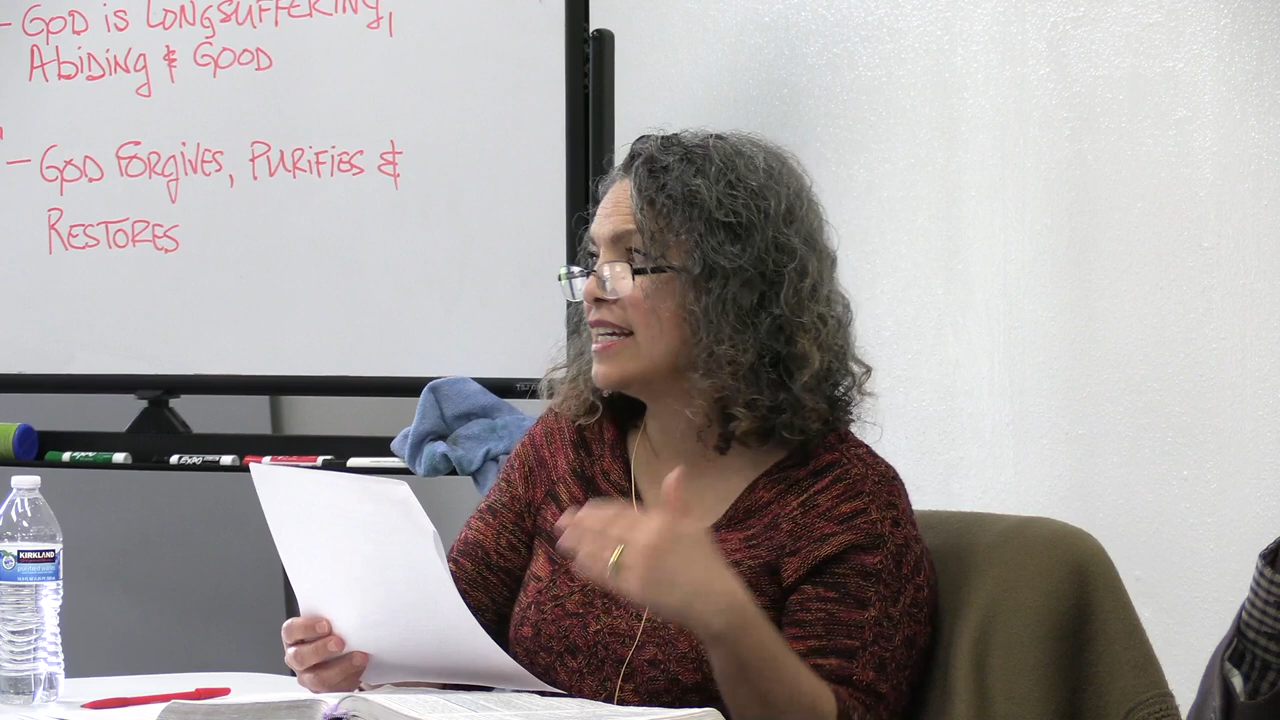 - GOD is LONGSUFFERING,
Abiding & GOOD
- GOD FORGIVES, PURIFIES &
RESTORES
EXPO
KIRKLAND